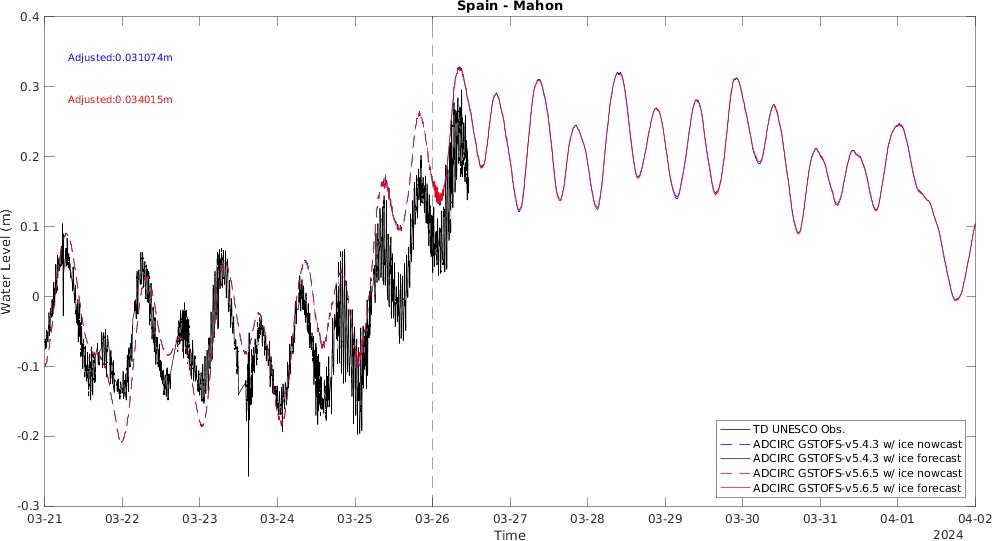 Spain - Mahon
0.4
0.3
0.2
0.1
0
-0.1
-0.2
-0.3
Water Level (m)
Adjusted:0.031074m
Adjusted:0.034015m
TD UNESCO Obs.
ADCIRC GSTOFS-v5.4.3 w/ ice nowcast
ADCIRC GSTOFS-v5.4.3 w/ ice forecast
ADCIRC GSTOFS-v5.6.5 w/ ice nowcast
ADCIRC GSTOFS-v5.6.5 w/ ice forecast
03-21 03-22 03-23 03-24 03-25 03-26 03-27 03-28 03-29 03-30 03-31 04-01 04-02
Time
2024